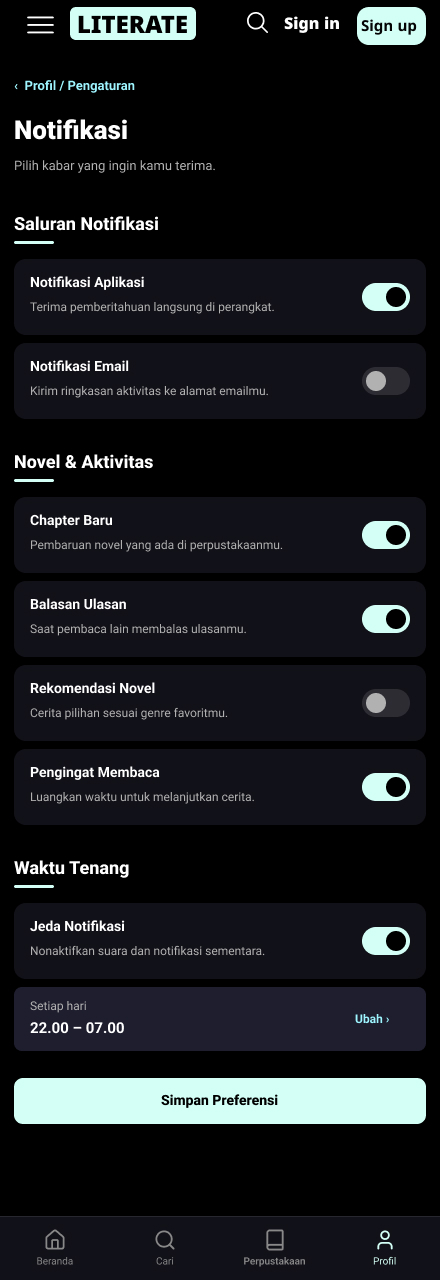 LITERATE
Sign in
Sign up
‹ Profil / Pengaturan
Notifikasi
Pilih kabar yang ingin kamu terima.
Saluran Notifikasi
Notifikasi Aplikasi
Terima pemberitahuan langsung di perangkat.
Notifikasi Email
Kirim ringkasan aktivitas ke alamat emailmu.
Novel & Aktivitas
Chapter Baru
Pembaruan novel yang ada di perpustakaanmu.
Balasan Ulasan
Saat pembaca lain membalas ulasanmu.
Rekomendasi Novel
Cerita pilihan sesuai genre favoritmu.
Pengingat Membaca
Luangkan waktu untuk melanjutkan cerita.
Waktu Tenang
Jeda Notifikasi
Nonaktifkan suara dan notifikasi sementara.
Setiap hari
22.00 – 07.00
Ubah ›
Simpan Preferensi
Beranda
Cari
Perpustakaan
Profil